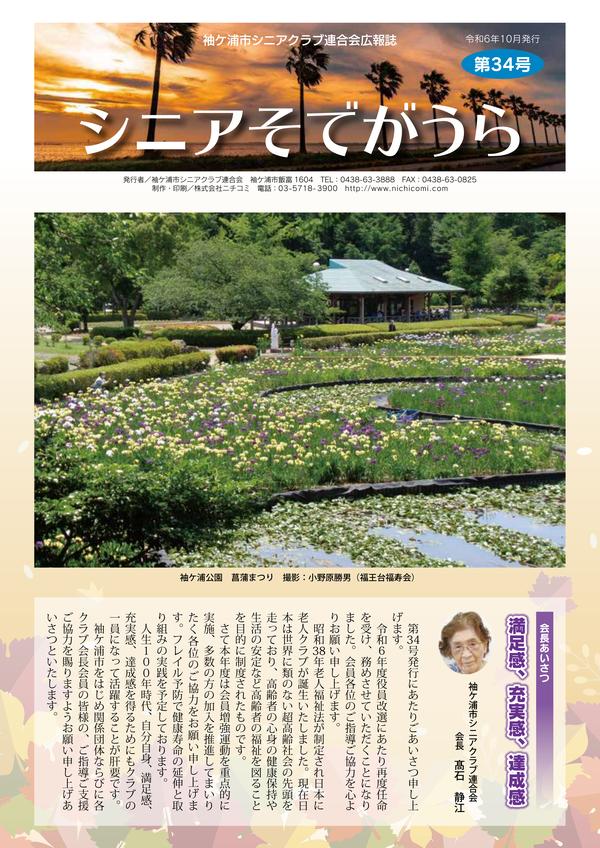 袖ケ浦市シニアクラブ連合会広報誌
令和6年10月発行
第34号
シニアそでがうら
発行者／袖ケ浦市シニアクラブ連合会　袖ケ浦市飯富1604　TEL：0438-63-3888　FAX：0438-63-0825
制作・印刷／株式会社ニチコミ　電話：03-5718-3900　http://www.nichicomi.com
袖ケ浦公園　菖蒲まつり　撮影：小野原勝男（福王台福寿会）
会長あいさつ
満足感、充実感、達成感
袖ケ浦市シニアクラブ連合会
会長　髙石　静江
第34号発行にあたりごあいさつ申し上
げます。
令和6年度役員改選にあたり再度任命
を受け、務めさせていただくことになり
ました。会員各位のご指導ご協力を心よ
りお願い申し上げます。
昭和38年老人福祉法が制定され日本に
老人クラブが誕生いたしました。現在日
本は世界に類のない超高齢社会の先頭を
走っており、高齢者の心身の健康保持や
生活の安定など高齢者の福祉を図ること
を目的に制度されたものです。
さて本年度は会員増強運動を重点的に
実施、多数の方の加入を推進してまいり
たく各位のご協力をお願い申し上げま
す。フレイル予防で健康寿命の延伸と取
り組みの実践を予定しております。
人生100年時代、自分自身、満足感、
充実感、達成感を得るためにもクラブの
一員になって活躍することが肝要です。
袖ケ浦市をはじめ関係団体ならびに各
クラブ会長会員の皆様の、ご指導ご支援
ご協力を賜りますようお願い申し上げあ
いさつといたします。